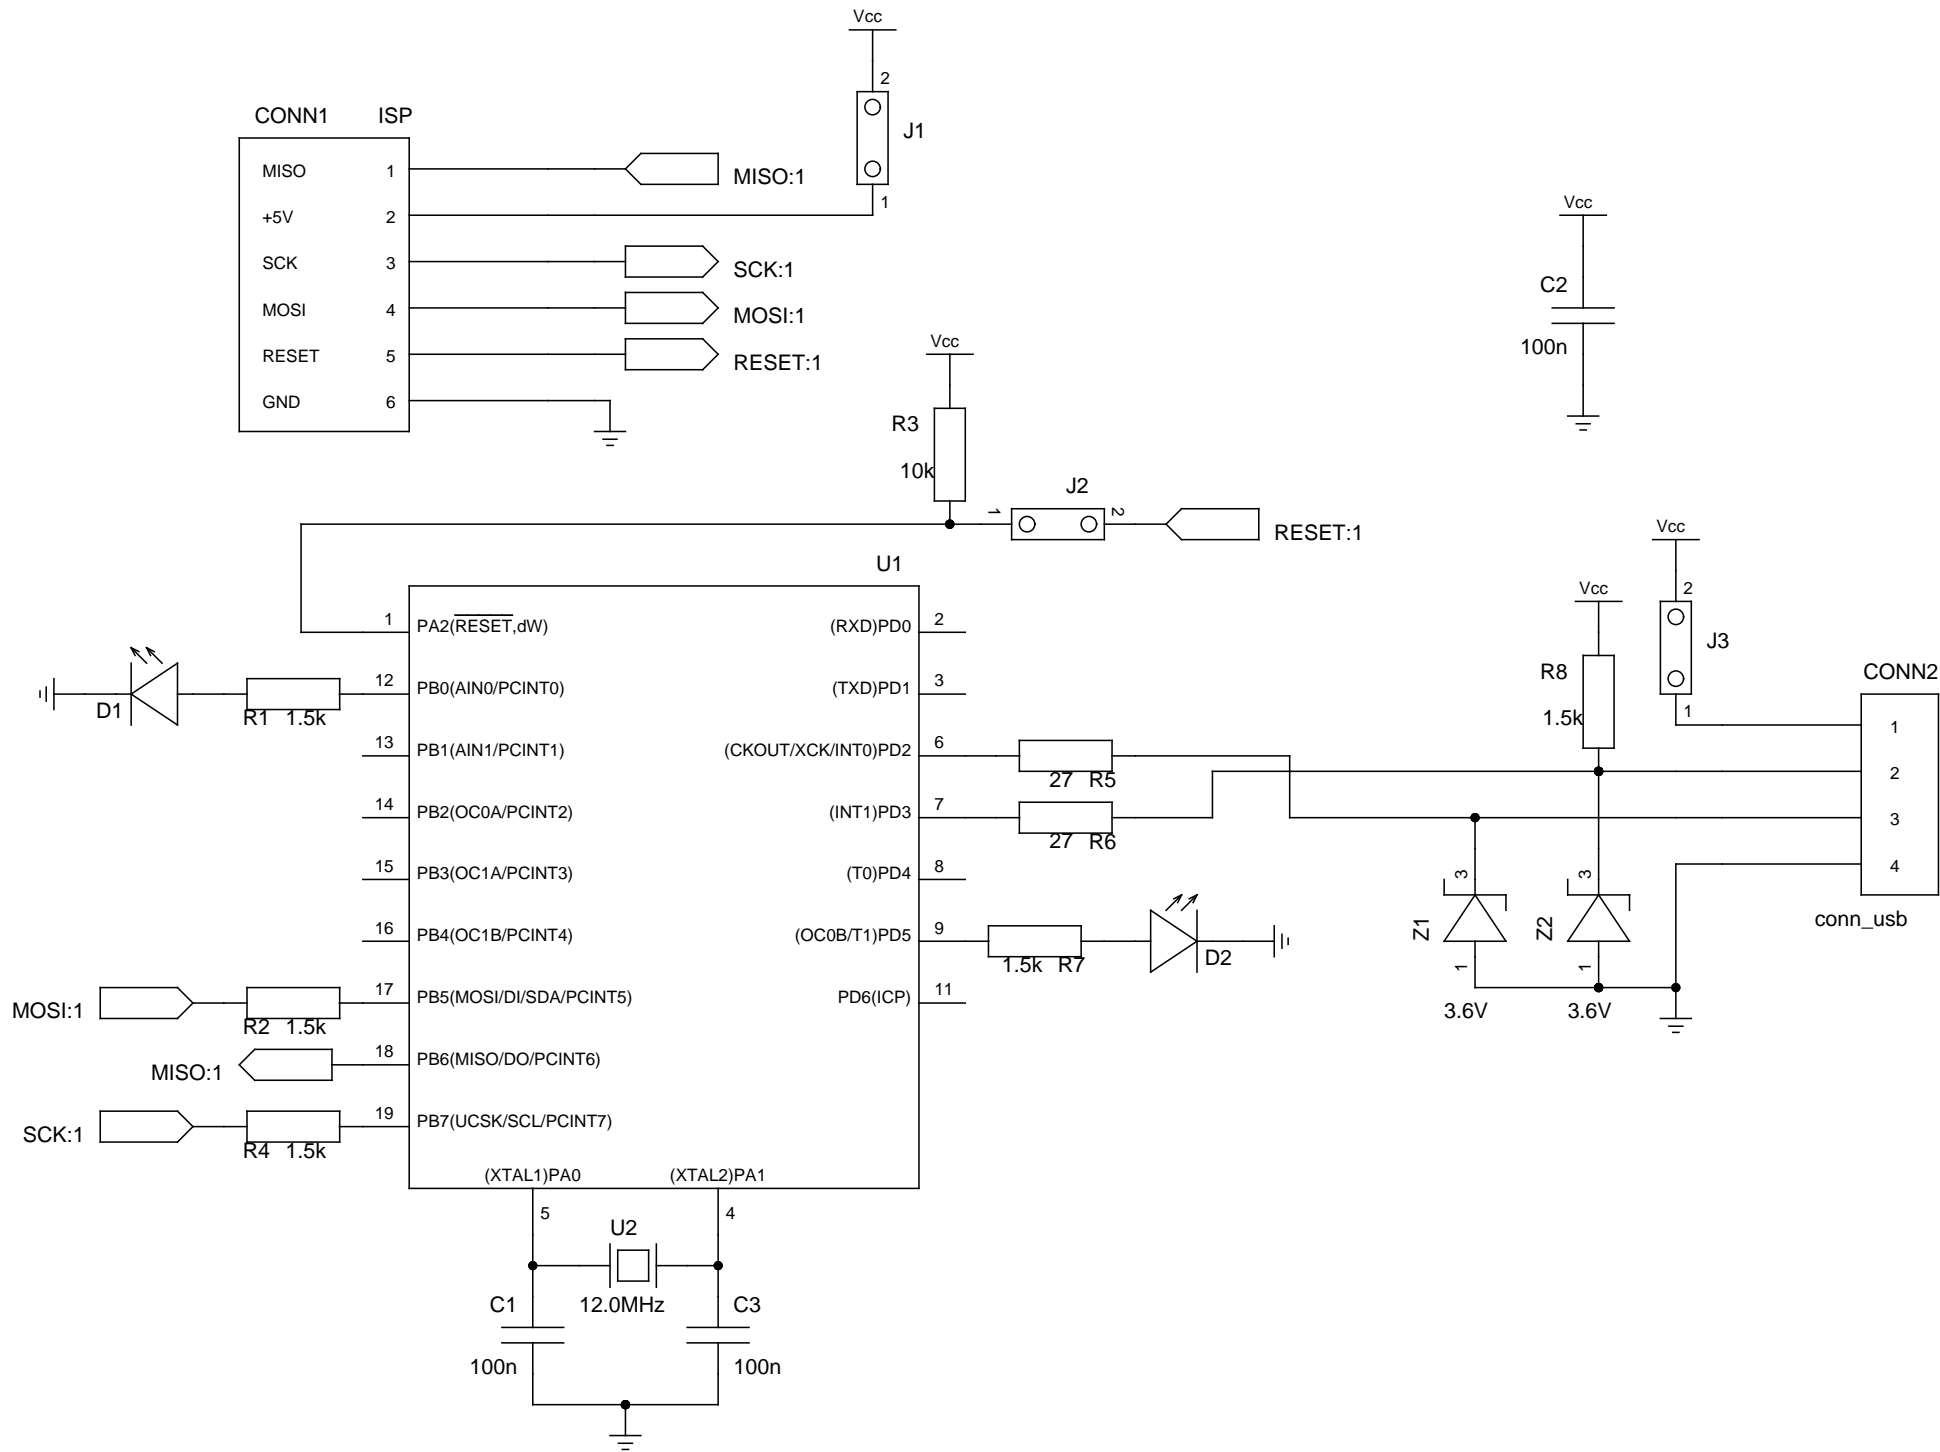 Vcc
2
J1
1
CONN1 ISP
MISO 1
MISO:1
+5V 2
SCK 3
SCK:1
MOSI 4
MOSI:1
RESET 5
RESET:1
GND 6
Vcc
C2
100n
Vcc
R3
10k
J2
1 2
RESET:1
U1
1 PA2(RESET,dW)
12 PB0(AIN0/PCINT0)
13 PB1(AIN1/PCINT1)
14 PB2(OC0A/PCINT2)
15 PB3(OC1A/PCINT3)
16 PB4(OC1B/PCINT4)
17 PB5(MOSI/DI/SDA/PCINT5)
18 PB6(MISO/DO/PCINT6)
19 PB7(UCSK/SCL/PCINT7)
(RXD)PD0 2
(TXD)PD1 3
(CKOUT/XCK/INT0)PD2 6
(INT1)PD3 7
(T0)PD4 8
(OC0B/T1)PD5 9
PD6(ICP) 11
(XTAL1)PA0 (XTAL2)PA1
5 4
D1
R1 1.5k
MOSI:1
R2 1.5k
MISO:1
SCK:1
R4 1.5k
U2
12.0MHz
C1
100n
C3
100n
27 R5
27 R6
1.5k R7
D2
Vcc
R8
1.5k
Vcc
2
J3
1
CONN2
1
2
3
4
conn_usb
3
Z1
1
3.6V
3
Z2
1
3.6V